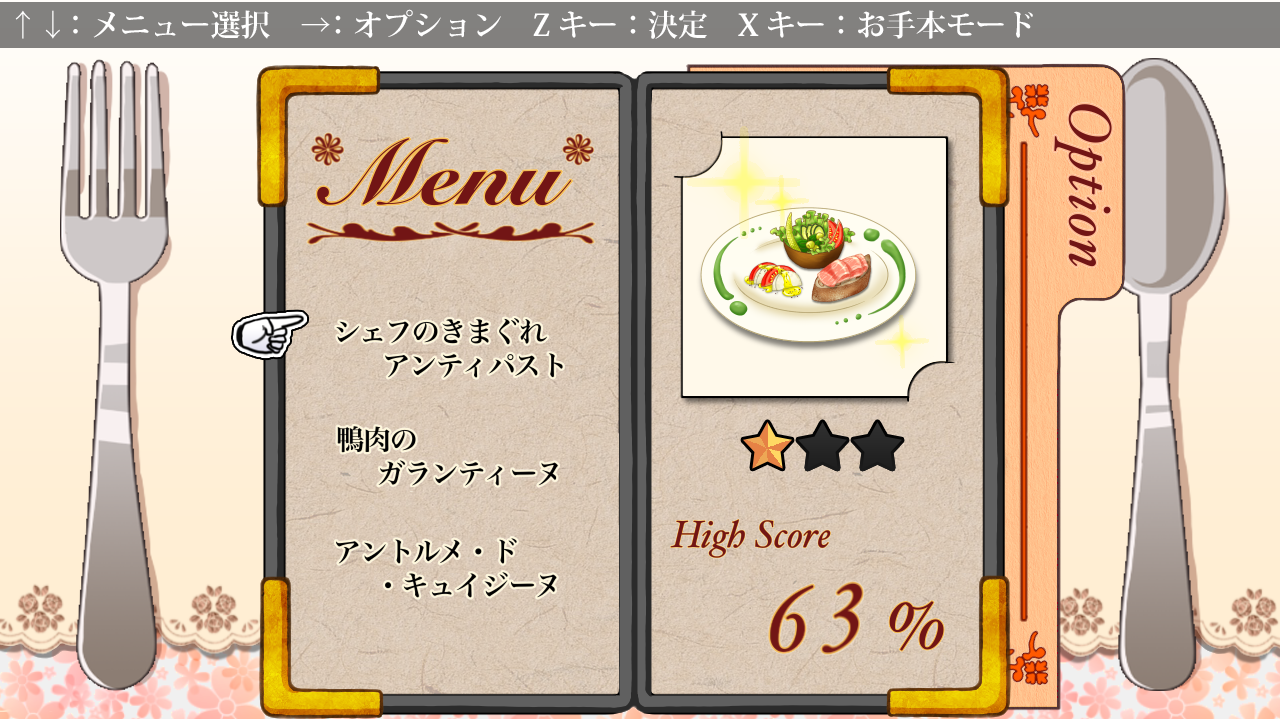 ↑↓：メニュー選択　→：オプション　Zキー：決定　Xキー：お手本モード
Menu
シェフのきまぐれ
アンティパスト
鴨肉の
ガランティーヌ
アントルメ・ド
・キュイジーヌ
High Score
63 %
Option